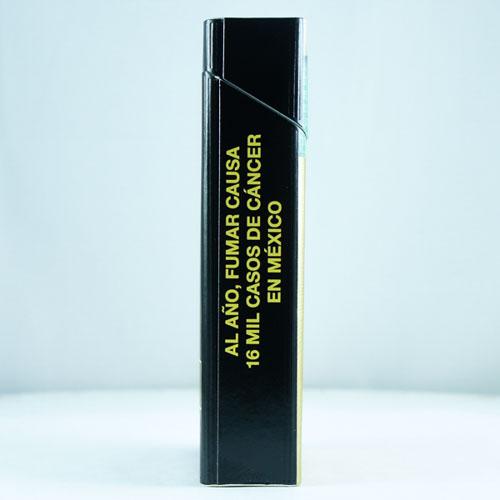 AL AÑO, FUMAR CAUSA
16 MIL CASOS DE CÁNCER
EN MÉXICO